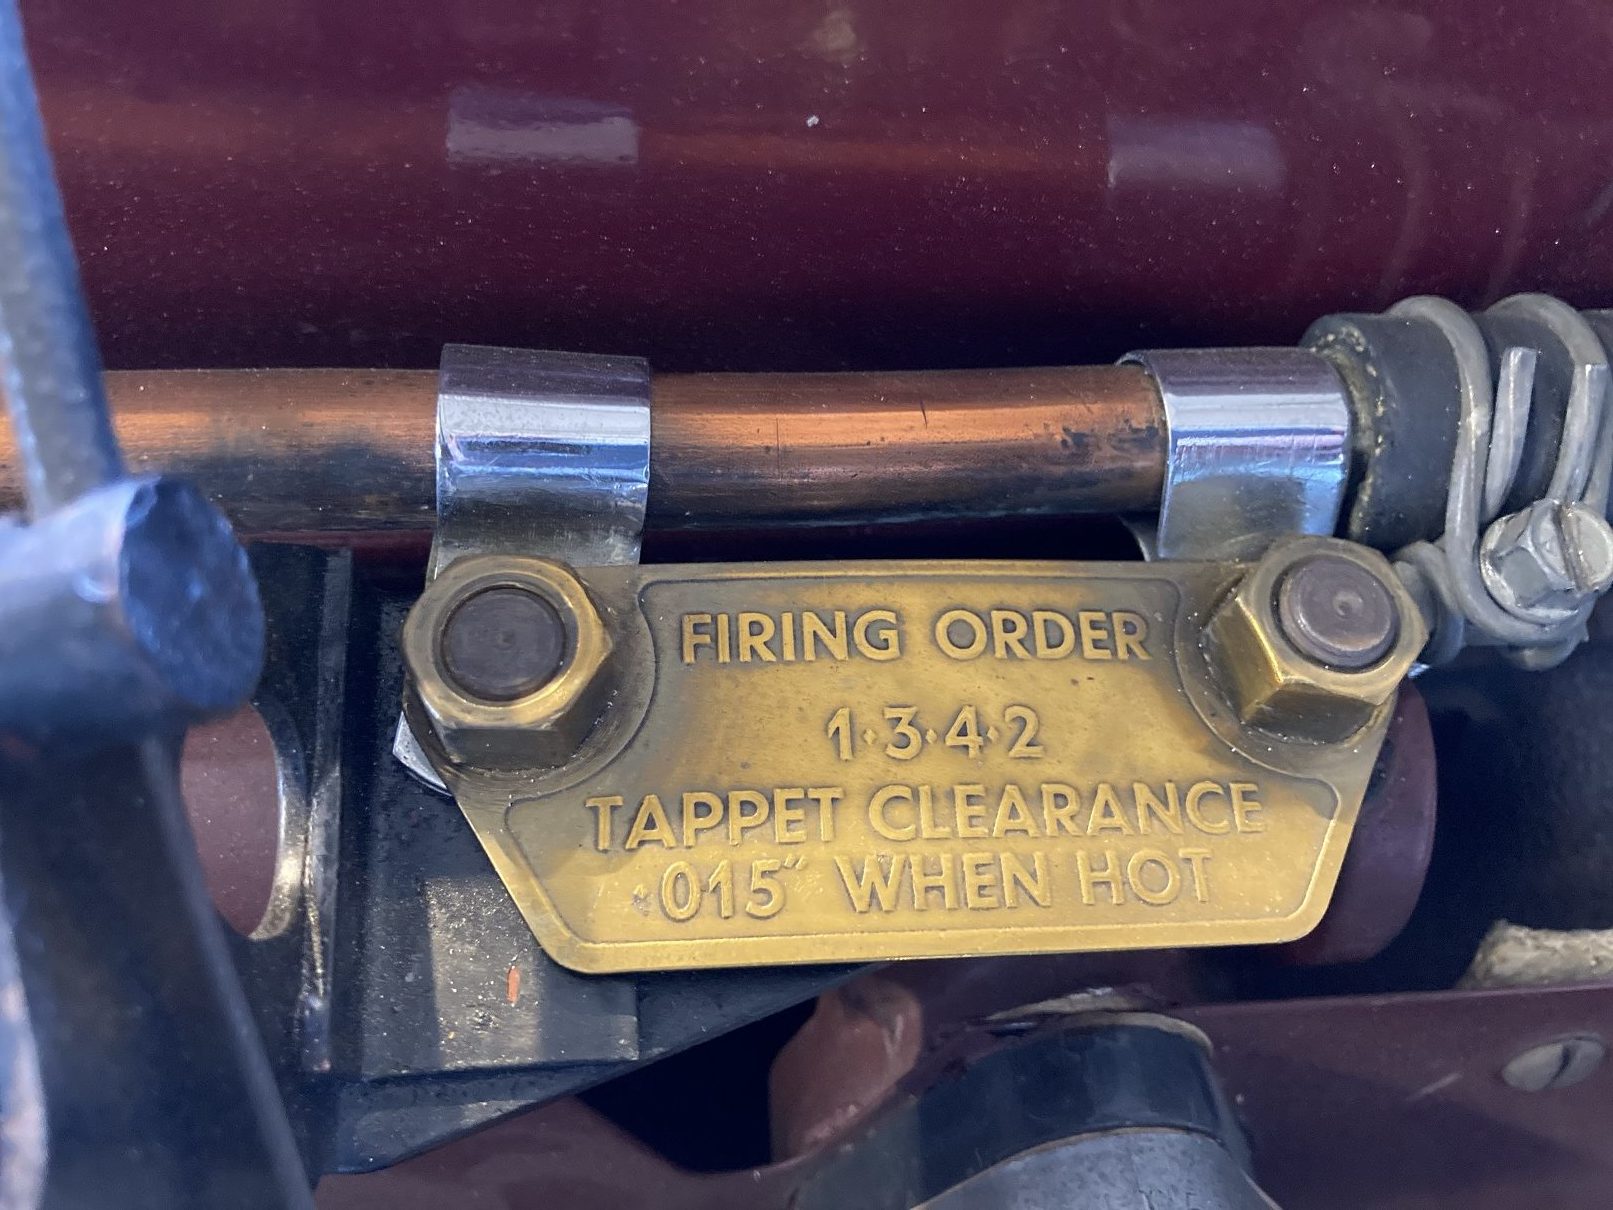 FIRING ORDER
1·3·4·2
TAPPET CLEARANCE
·015" WHEN HOT